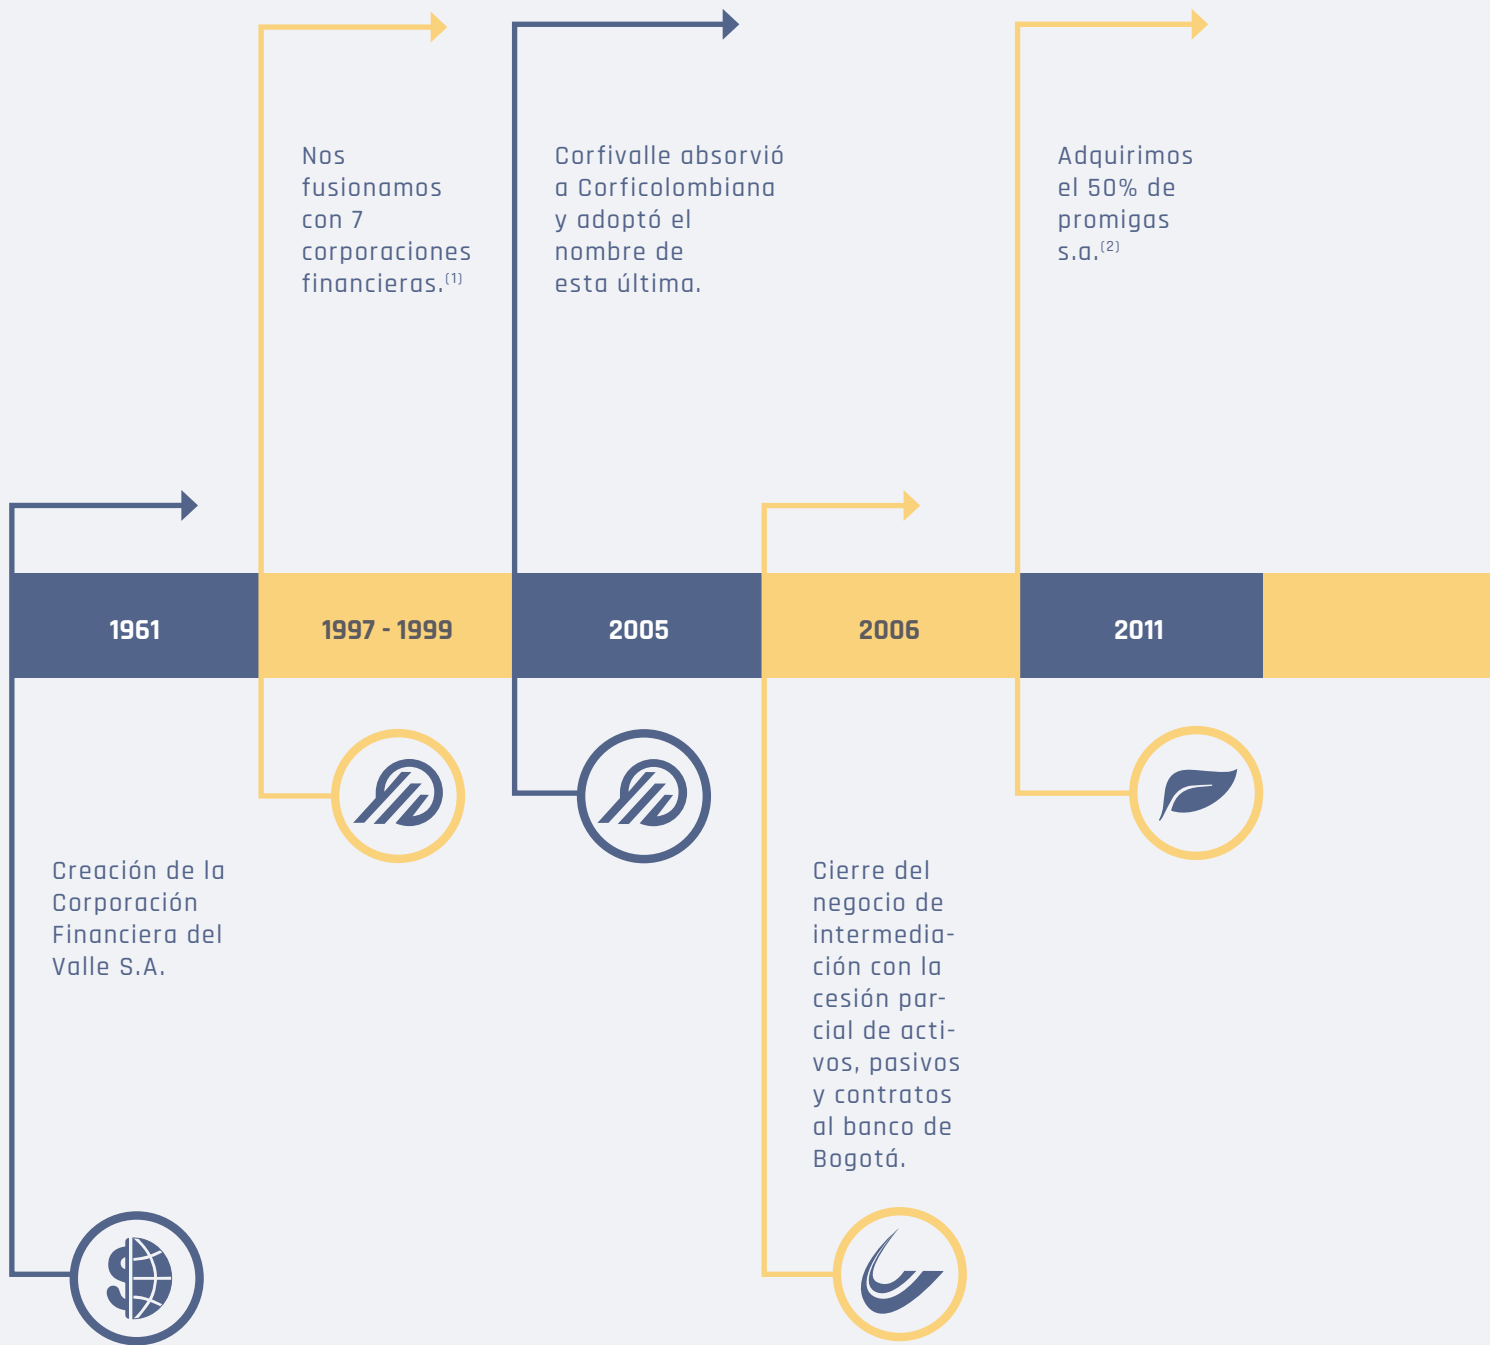 Nos
fusionamos
con 7
corporaciones
financieras.(1)
Corfivalle absorvió
a Corficolombiana
y adoptó el
nombre de
esta última.
Adquirimos
el 50% de
promigas
s.a.(2)
1961
1997 - 1999
2005
2006
2011
Creación de la
Corporación
Financiera del
Valle S.A.
Cierre del
negocio de
intermedia-
ción con la
cesión par-
cial de acti-
vos, pasivos
y contratos
al banco de
Bogotá.